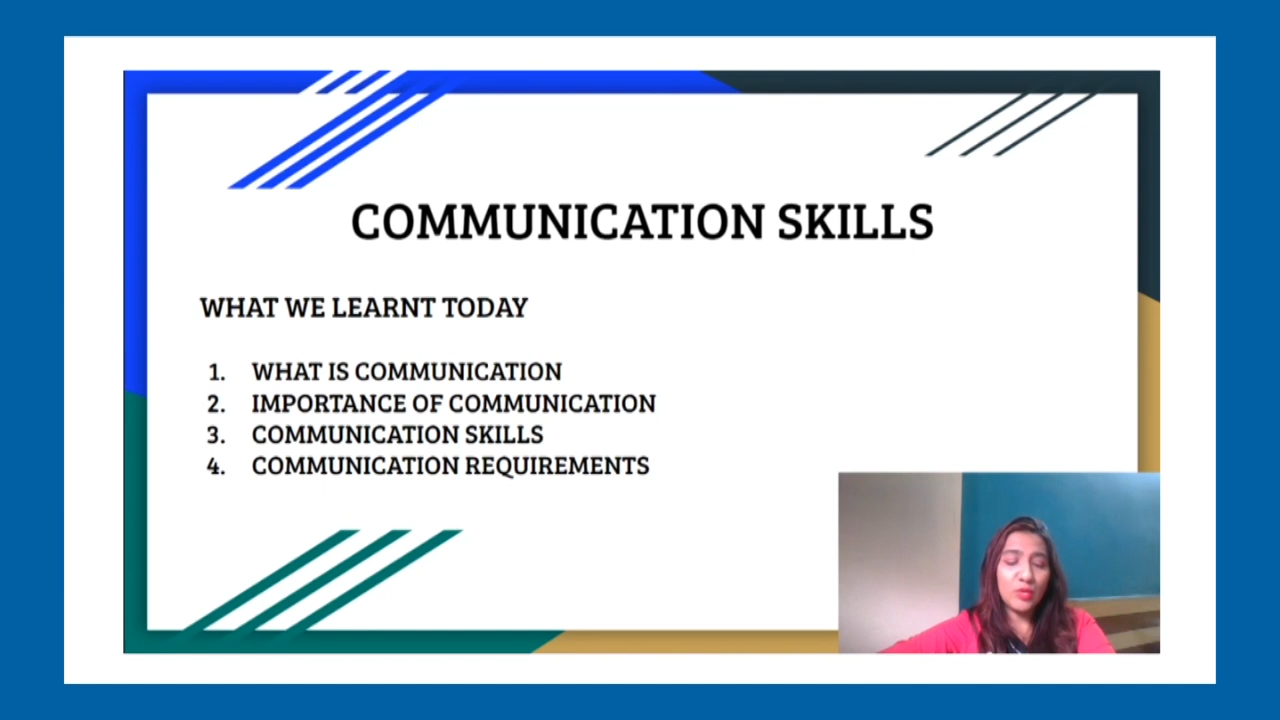 COMMUNICATION SKILLS
WHAT WE LEARNT TODAY
1. WHAT IS COMMUNICATION
2. IMPORTANCE OF COMMUNICATION
3. COMMUNICATION SKILLS
4. COMMUNICATION REQUIREMENTS